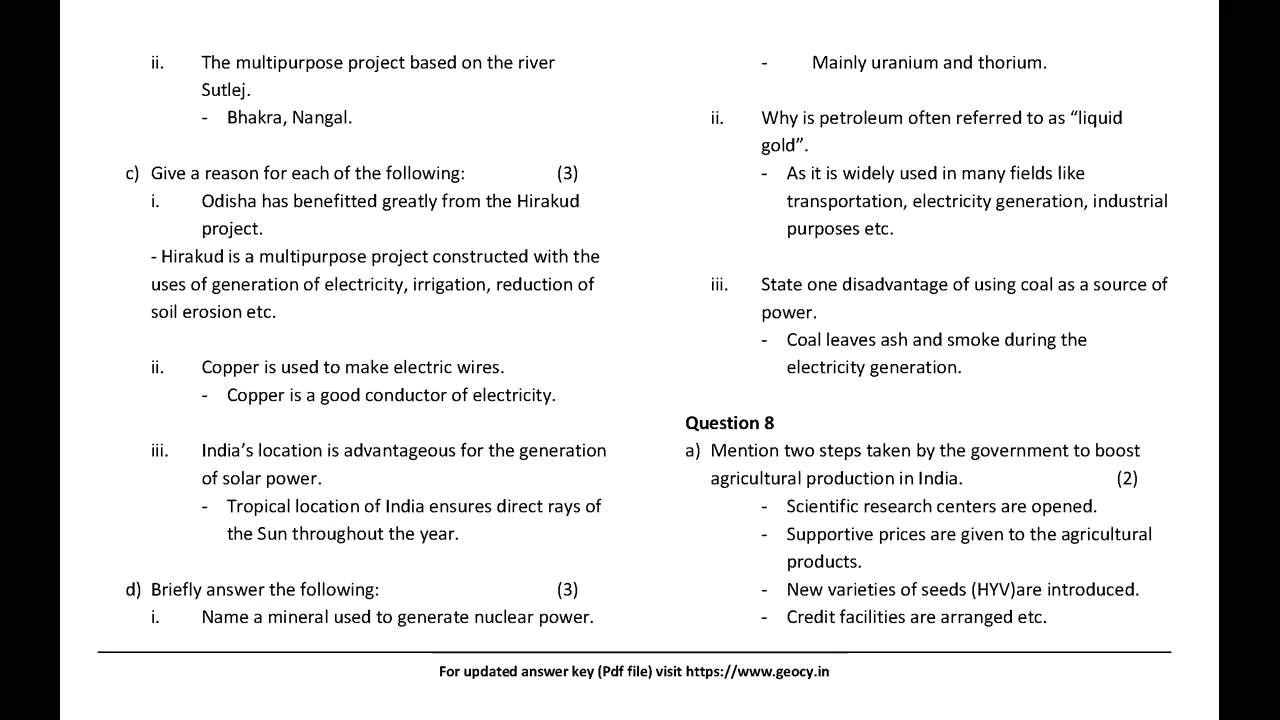 ii. The multipurpose project based on the river
Sutlej.
- Bhakra, Nangal.
c) Give a reason for each of the following: (3)
i. Odisha has benefitted greatly from the Hirakud
project.
- Hirakud is a multipurpose project constructed with the
uses of generation of electricity, irrigation, reduction of
soil erosion etc.
ii. Copper is used to make electric wires.
- Copper is a good conductor of electricity.
iii. India’s location is advantageous for the generation
of solar power.
- Tropical location of India ensures direct rays of
the Sun throughout the year.
d) Briefly answer the following: (3)
i. Name a mineral used to generate nuclear power.
- Mainly uranium and thorium.
ii. Why is petroleum often referred to as “liquid
gold”.
- As it is widely used in many fields like
transportation, electricity generation, industrial
purposes etc.
iii. State one disadvantage of using coal as a source of
power.
- Coal leaves ash and smoke during the
electricity generation.
Question 8
a) Mention two steps taken by the government to boost
agricultural production in India. (2)
- Scientific research centers are opened.
- Supportive prices are given to the agricultural
products.
- New varieties of seeds (HYV)are introduced.
- Credit facilities are arranged etc.
For updated answer key (Pdf file) visit https://www.geocy.in